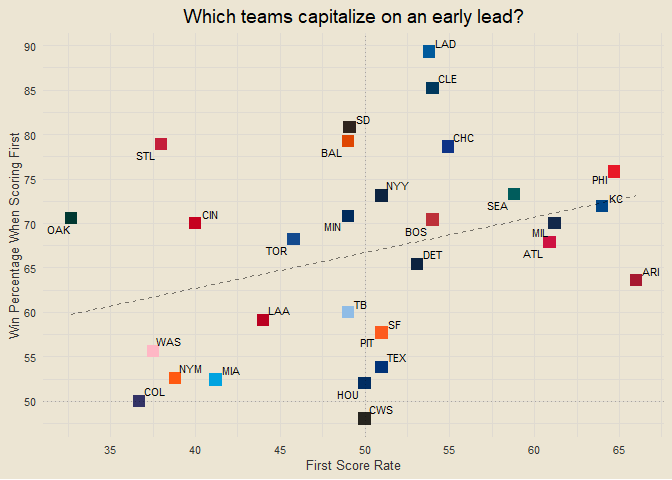 Which teams capitalize on an early lead?
90
LAD
85
CLE
SD
80
BAL
CHC
STL
75
PHI
NYY
SEA
KC
OAK
CIN
70
MIN
BOS
MIL
TOR
DET
ATL
65
ARI
LAA
TB
60
SF
PIT
WAS
55
TEX
NYM
MIA
HOU
COL
50
CWS
Win Percentage When Scoring First
35 40 45 50 55 60 65
First Score Rate